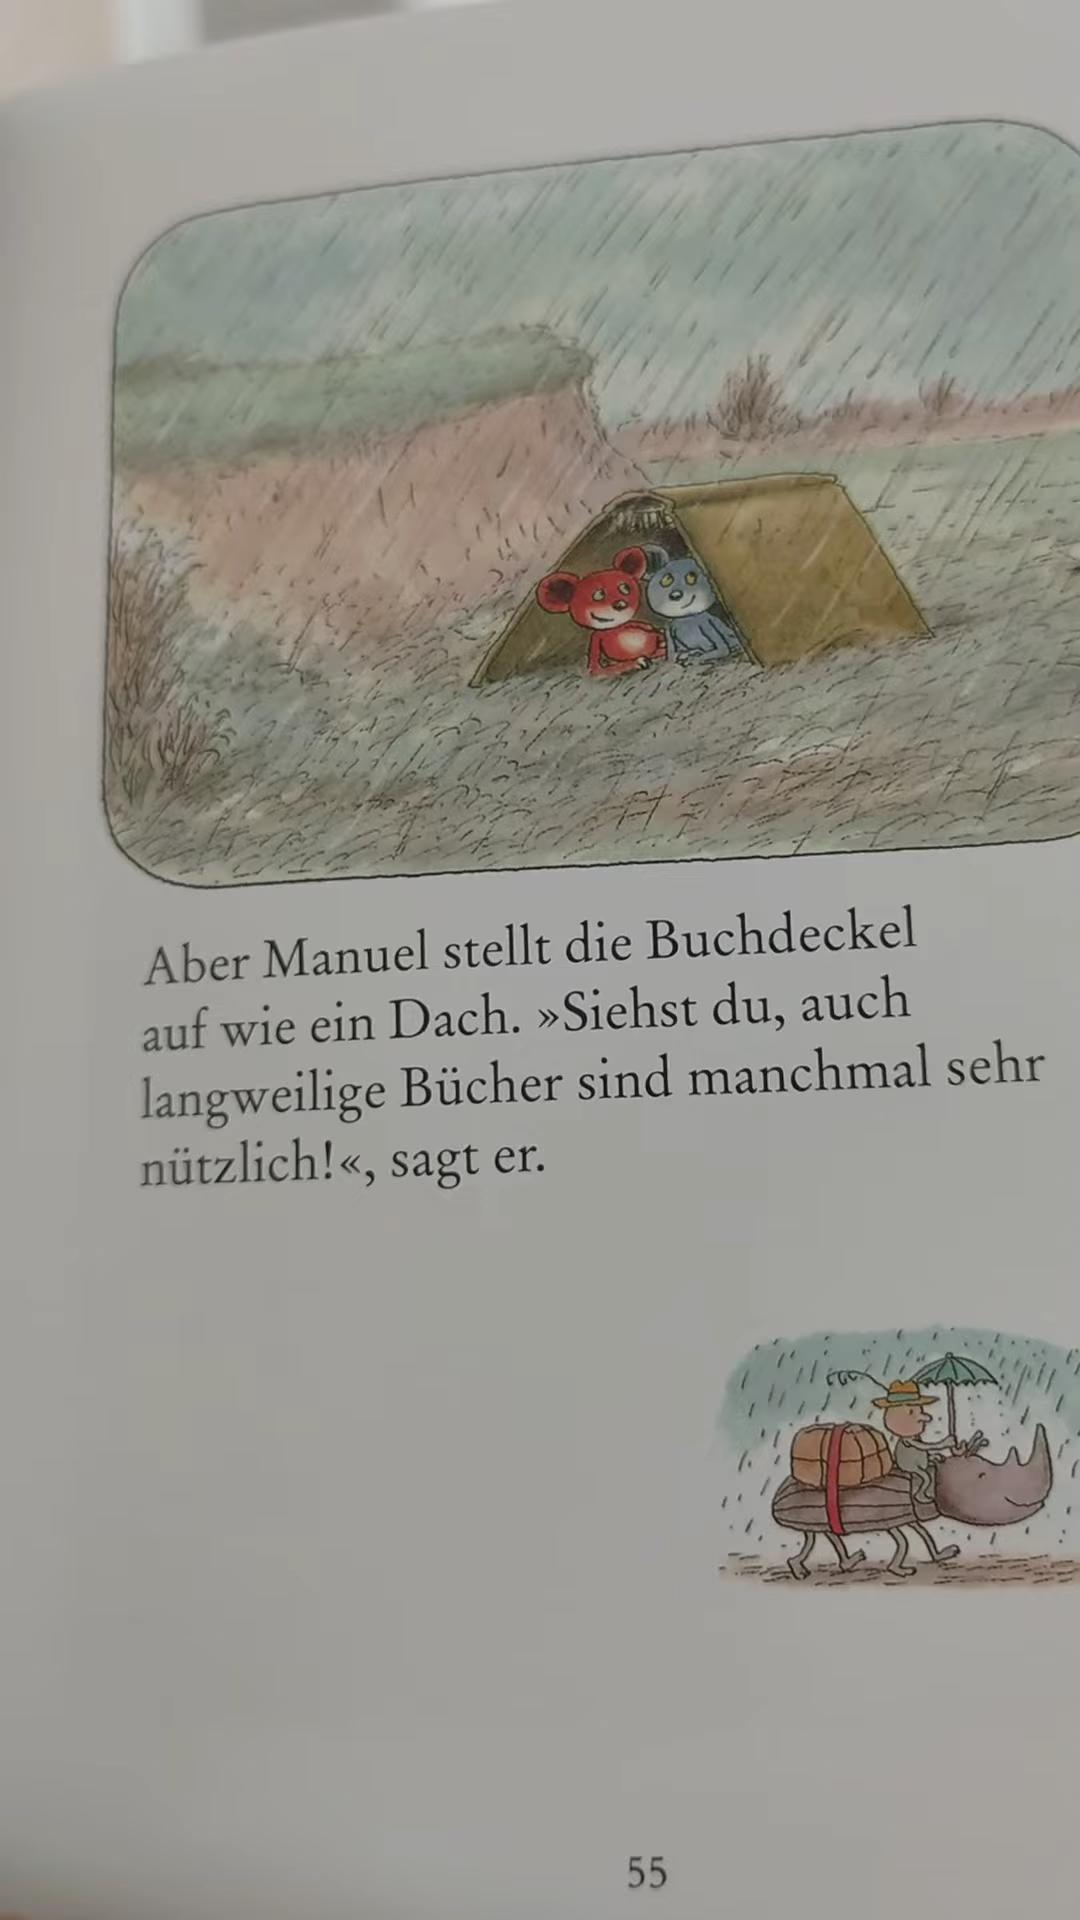 Aber Manuel stellt die Buchdeckel
auf wie ein Dach. »Siehst du, auch
langweilige Bücher sind manchmal sehr
nützlich!«, sagt er.
55